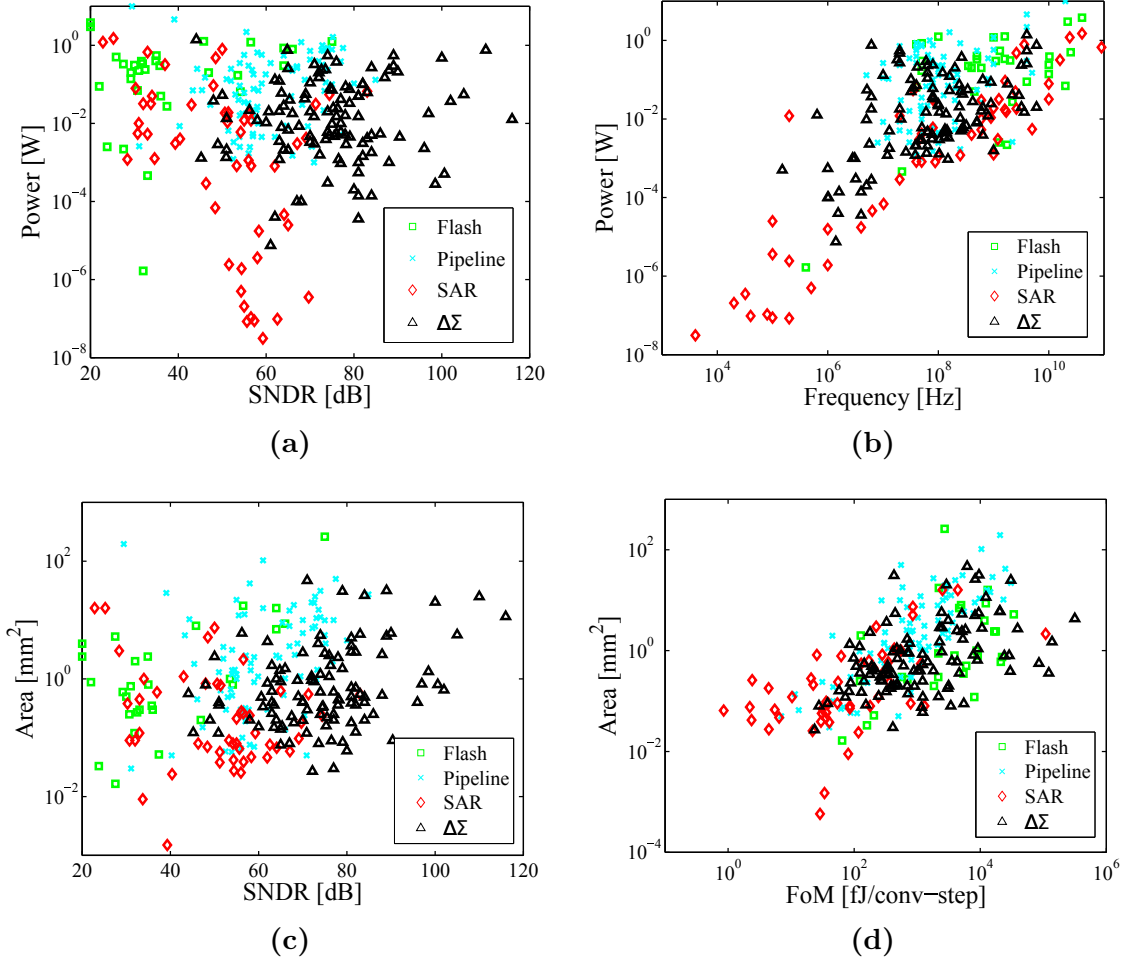 Power [W]
10^0
10^-2
10^-4
10^-6
10^-8
Flash
Pipeline
SAR
ΔΣ
20 40 60 80 100 120
SNDR [dB]
(a)
Power [W]
10^0
10^-2
10^-4
10^-6
10^-8
Flash
Pipeline
SAR
ΔΣ
10^4 10^6 10^8 10^10
Frequency [Hz]
(b)
Area [mm^2]
10^2
10^0
10^-2
Flash
Pipeline
SAR
ΔΣ
20 40 60 80 100 120
SNDR [dB]
(c)
Area [mm^2]
10^2
10^0
10^-2
10^-4
Flash
Pipeline
SAR
ΔΣ
10^0 10^2 10^4 10^6
FoM [fJ/conv−step]
(d)